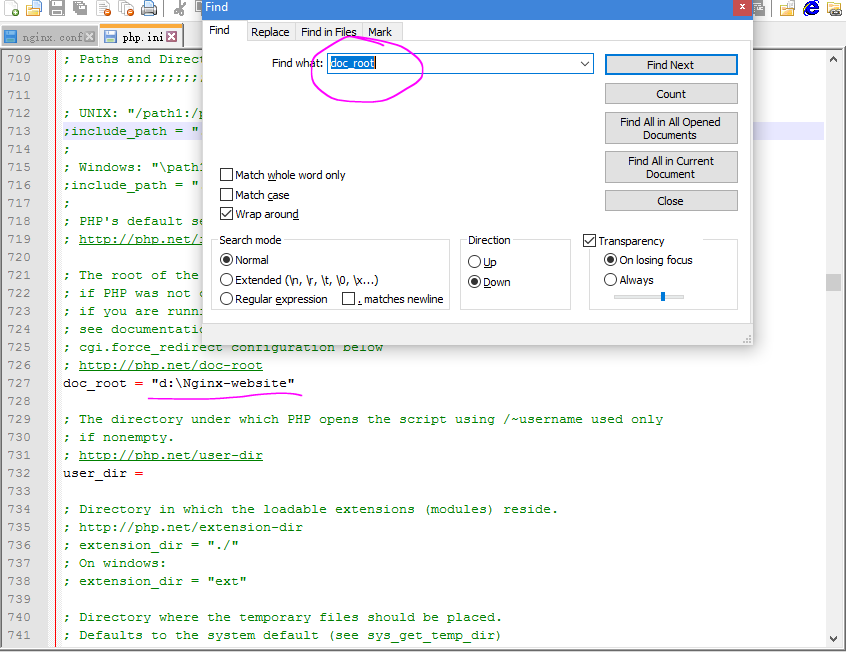 Find
nginx.conf
php.ini
Find
Replace
Find in Files
Mark
Find what:
doc_root
Find Next
Count
Find All in All Opened
Documents
Find All in Current
Document
Close
Match whole word only
Match case
Wrap around
Search mode
Normal
Extended (\n, \r, \t, \0, \x...)
Regular expression
. matches newline
Direction
Up
Down
Transparency
On losing focus
Always
709 ; Paths and Direct
710 ;;;;;;;;;;;;;;;;;;
711
712 ; UNIX: "/path1:/p
713 ;include_path = "
714 ;
715 ; Windows: "\path1
716 ;include_path = "
717 ;
718 ; PHP's default se
719 ; http://php.net/i
720
721 ; The root of the
722 ; if PHP was not c
723 ; if you are runni
724 ; see documentatio
725 ; cgi.force_redirect configuration below
726 ; http://php.net/doc-root
727 doc_root = "d:\Nginx-website"
728
729 ; The directory under which PHP opens the script using /~username used only
730 ; if nonempty.
731 ; http://php.net/user-dir
732 user_dir =
733
734 ; Directory in which the loadable extensions (modules) reside.
735 ; http://php.net/extension-dir
736 ; extension_dir = "./"
737 ; On windows:
738 ; extension_dir = "ext"
739
740 ; Directory where the temporary files should be placed.
741 ; Defaults to the system default (see sys_get_temp_dir)